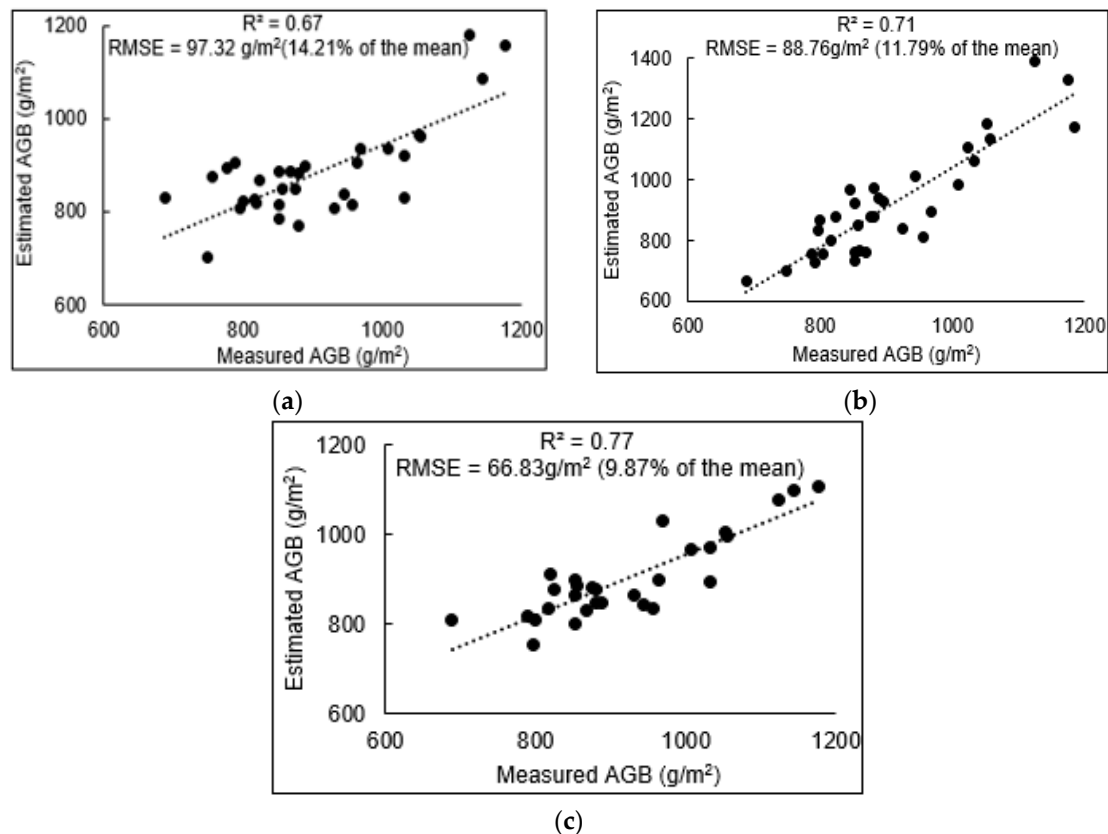 R² = 0.67
RMSE = 97.32 g/m²(14.21% of the mean)
Estimated AGB (g/m²)
1200
1000
800
600
600 800 1000 1200
Measured AGB (g/m²)
(a)
R² = 0.71
RMSE = 88.76g/m² (11.79% of the mean)
Estimated AGB (g/m²)
1400
1200
1000
800
600
600 800 1000 1200
Measured AGB (g/m²)
(b)
R² = 0.77
RMSE = 66.83g/m² (9.87% of the mean)
Estimated AGB (g/m²)
1200
1000
800
600
600 800 1000 1200
Measured AGB (g/m²)
(c)